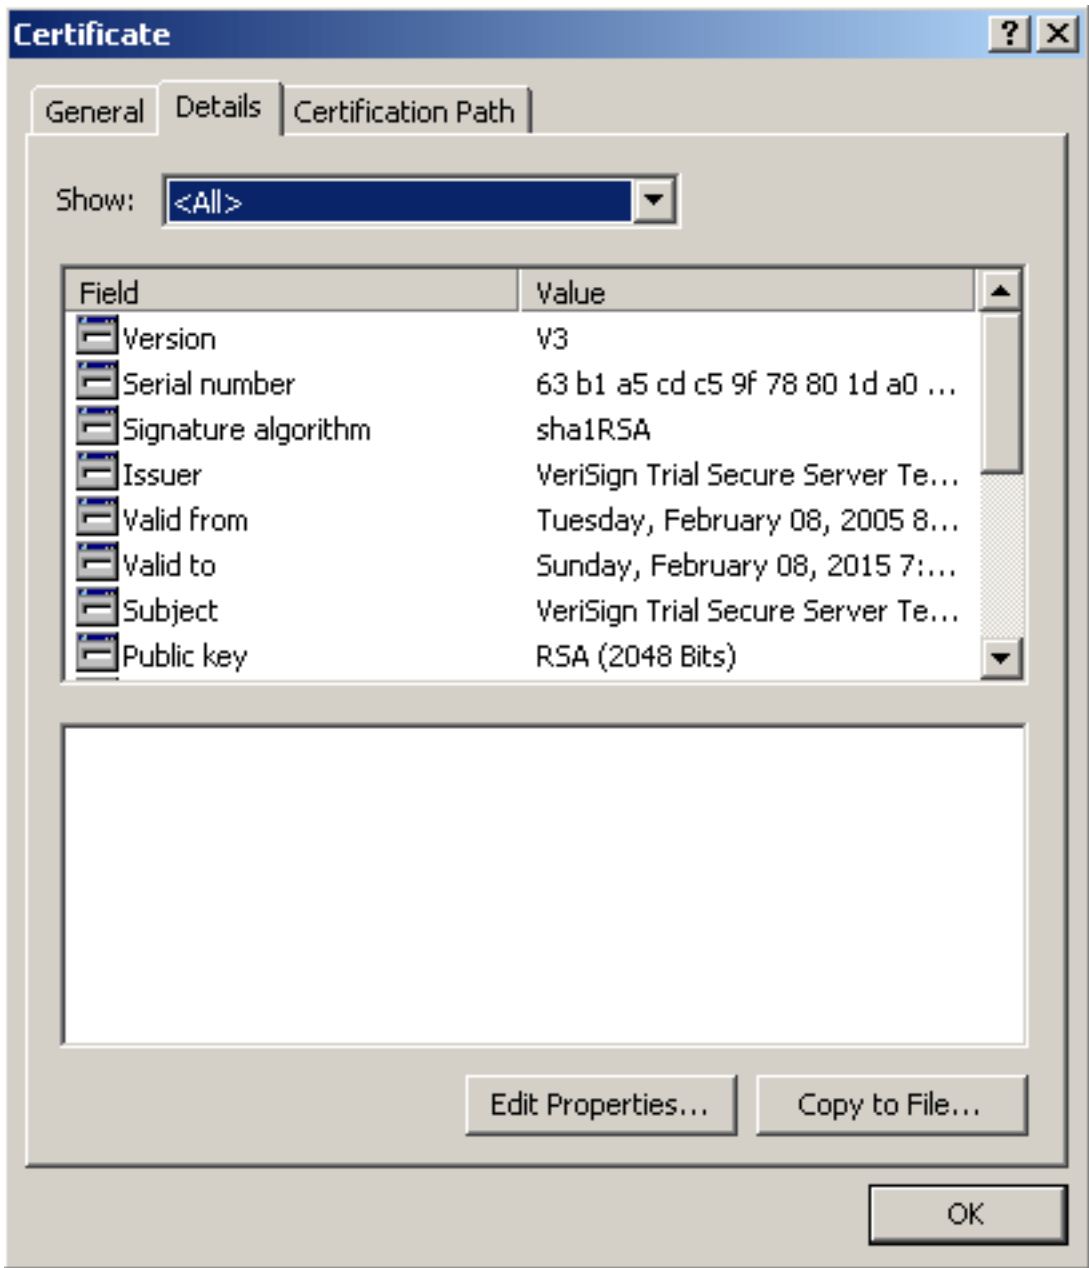 Certificate
General Details Certification Path
Show: <All>
Field Value
Version V3
Serial number 63 b1 a5 cd c5 9f 78 80 1d a0 ...
Signature algorithm sha1RSA
Issuer VeriSign Trial Secure Server Te...
Valid from Tuesday, February 08, 2005 8...
Valid to Sunday, February 08, 2015 7:...
Subject VeriSign Trial Secure Server Te...
Public key RSA (2048 Bits)
Edit Properties... Copy to File...
OK